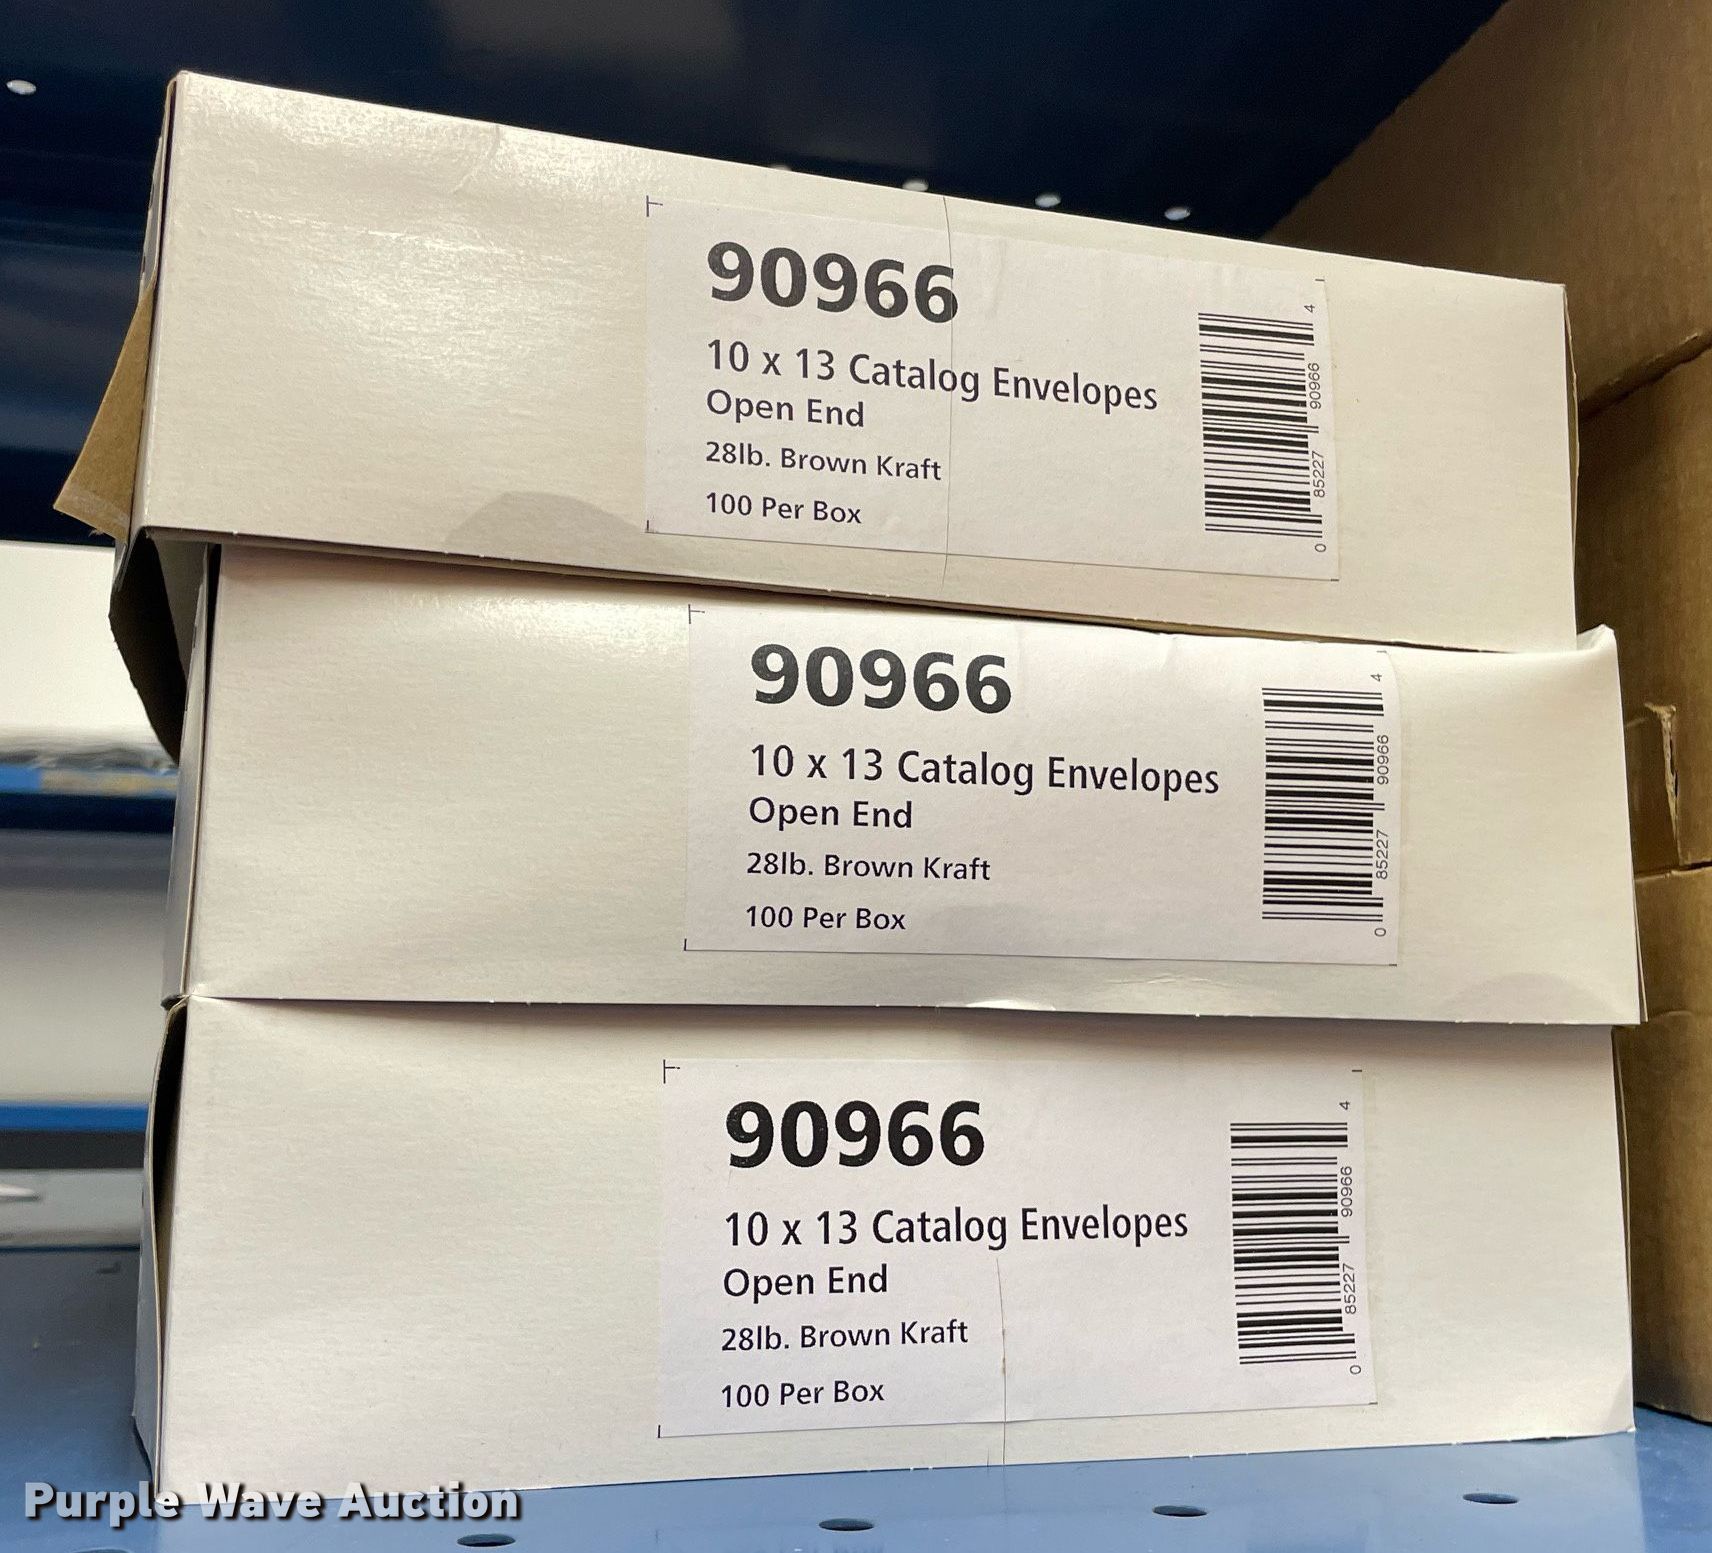 90966
10 x 13 Catalog Envelopes
Open End
28lb. Brown Kraft
100 Per Box
0 85227 90966 4
90966
10 x 13 Catalog Envelopes
Open End
28lb. Brown Kraft
100 Per Box
0 85227 90966 4
90966
10 x 13 Catalog Envelopes
Open End
28lb. Brown Kraft
100 Per Box
0 85227 90966 4
Purple Wave Auction